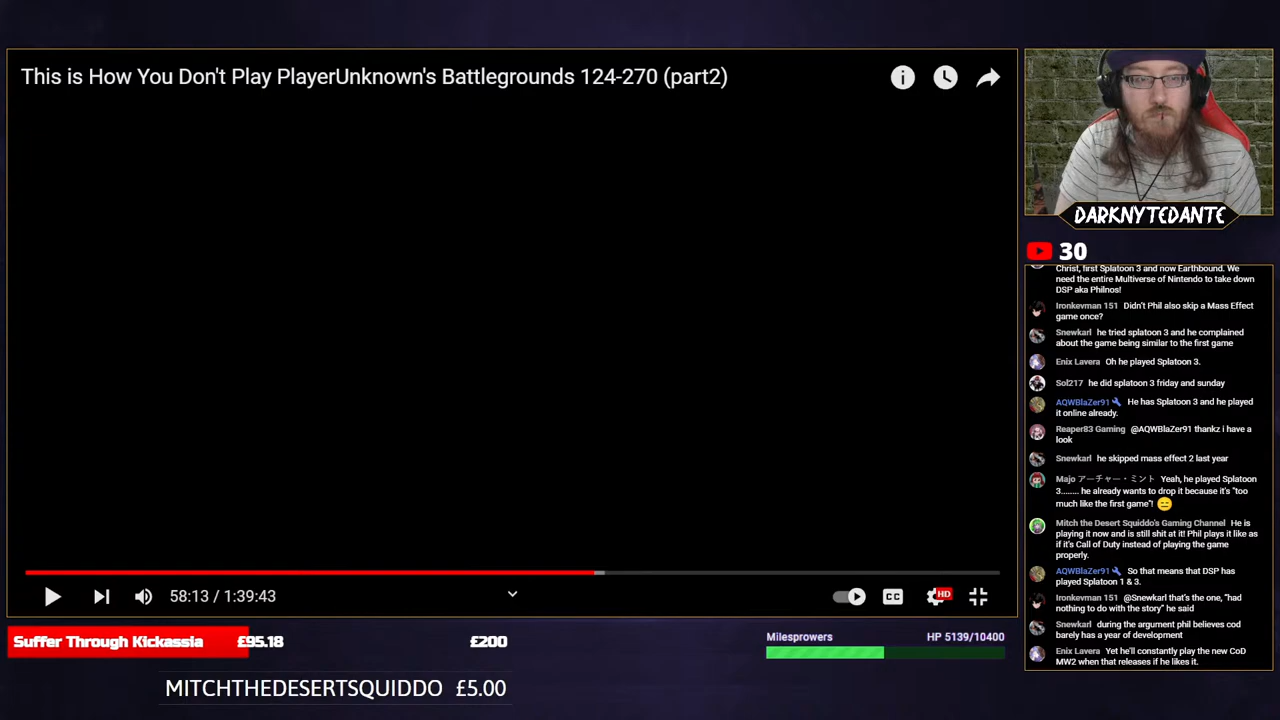 This is How You Don't Play PlayerUnknown's Battlegrounds 124-270 (part2)
DARKNYTEDANTE
30
Christ, first Splatoon 3 and now Earthbound. We
need the entire Multiverse of Nintendo to take down
DSP aka Philnos!
Ironkevman 151 Didn't Phil also skip a Mass Effect
game once?
Snewkarl he tried splatoon 3 and he complained
about the game being similar to the first game
Enix Lavera Oh he played Splatoon 3.
Sol217 he did splatoon 3 friday and sunday
AQWBlaZer91 He has Splatoon 3 and he played
it online already.
Reaper83 Gaming @AQWBlaZer91 thankz i have a
look
Snewkarl he skipped mass effect 2 last year
Majo アーチャー・ミント Yeah, he played Splatoon
3........ he already wants to drop it because it's "too
much like the first game"!
Mitch the Desert Squiddo's Gaming Channel He is
playing it now and is still shit at it! Phil plays it like as
if it's Call of Duty instead of playing the game
properly.
AQWBlaZer91 So that means that DSP has
played Splatoon 1 & 3.
Ironkevman 151 @Snewkarl that's the one, "had
nothing to do with the story" he said
Snewkarl during the argument phil believes cod
barely has a year of development
Enix Lavera Yet he'll constantly play the new CoD
MW2 when that releases if he likes it.
58:13 / 1:39:43
CC
HD
Suffer Through Kickassia £95.18 £200
Milesprowers HP 5139/10400
MITCHTHEDESERTSQUIDDO £5.00